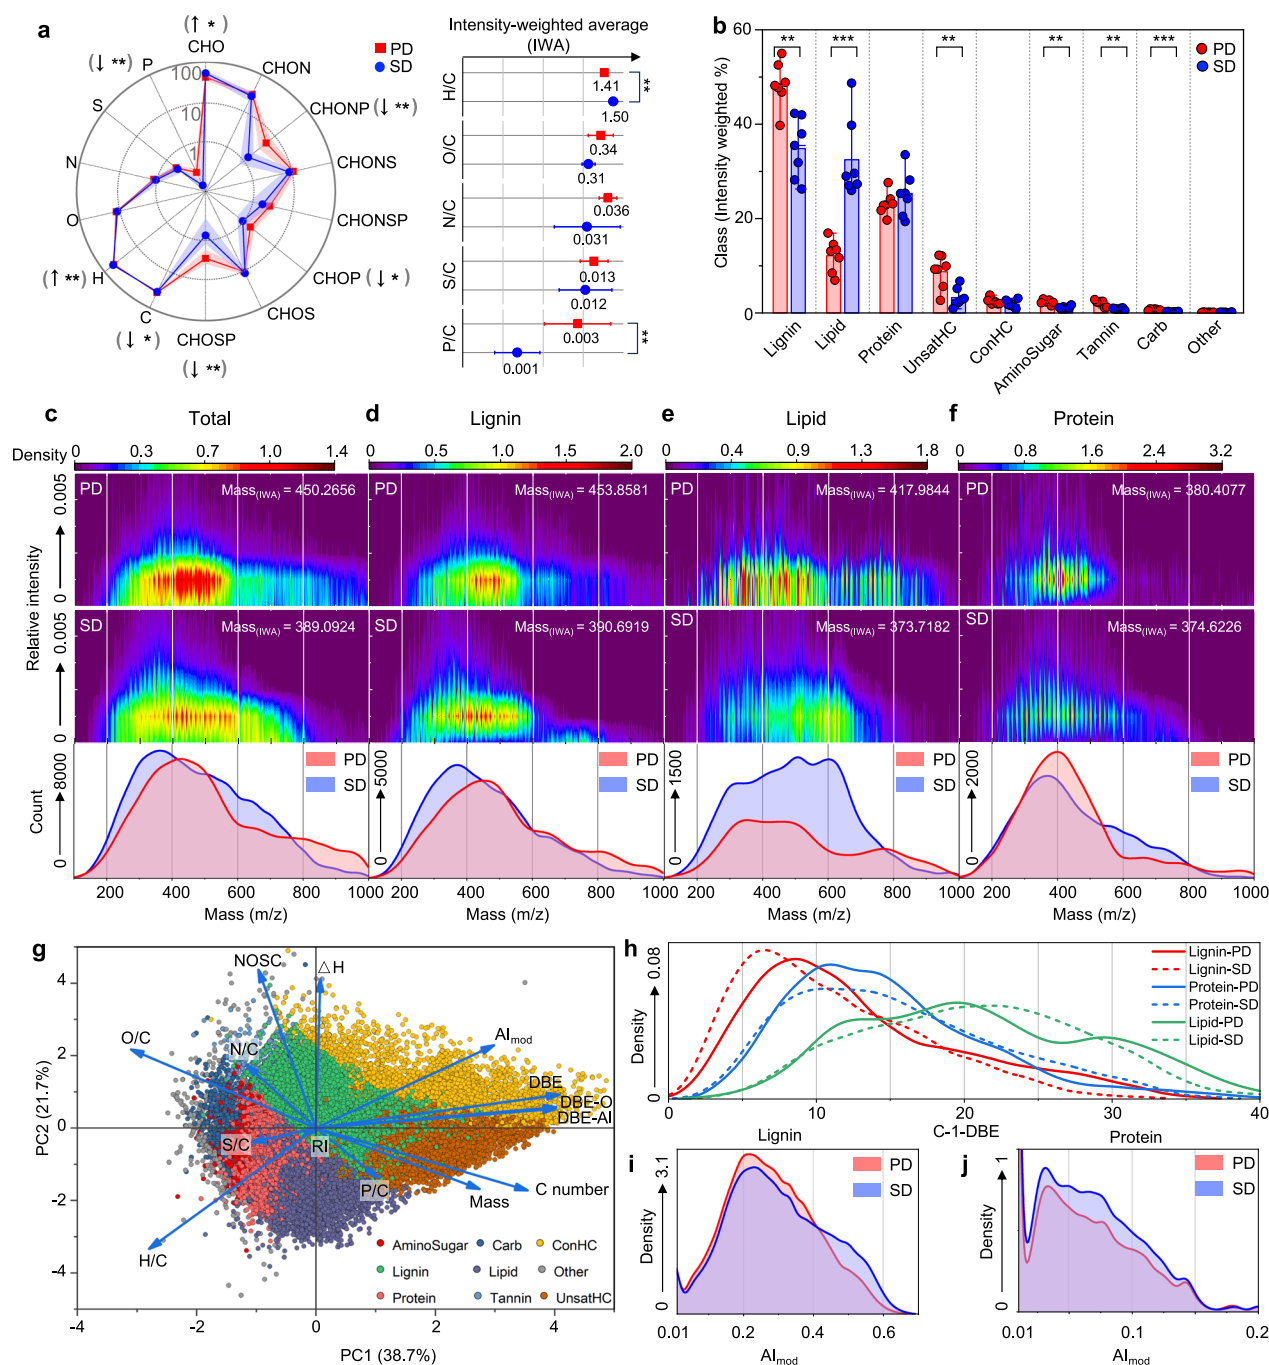 a
(↑ *)
CHO
CHON
CHONP (↓ **)
CHONS
CHONSP
CHOP (↓ *)
CHOS
CHOSP
(↓ **)
C
(↓ *)
H
(↑ **)
O
N
S
P
(↓ **)
100
10
1
PD
SD
Intensity-weighted average
(IWA)
H/C
1.41
1.50
**
O/C
0.34
0.31
N/C
0.036
0.031
S/C
0.013
0.012
P/C
0.003
0.001
**
b
Class (Intensity weighted %)
60
40
20
0
** *** ** ** ** ***
PD
SD
Lignin
Lipid
Protein
UnsatHC
ConHC
AminoSugar
Tannin
Carb
Other
c Total
d Lignin
e Lipid
f Protein
Density
0 0.3 0.7 1.0 1.4
0 0.5 1.0 1.5 2.0
0 0.4 0.9 1.3 1.8
0 0.8 1.6 2.4 3.2
Relative intensity
0 0.005
PD Mass(IWA) = 450.2656
PD Mass(IWA) = 453.8581
PD Mass(IWA) = 417.9844
PD Mass(IWA) = 380.4077
0 0.005
SD Mass(IWA) = 389.0924
SD Mass(IWA) = 390.6919
SD Mass(IWA) = 373.7182
SD Mass(IWA) = 374.6226
Count
0 8000
PD
SD
0 5000
PD
SD
0 1500
PD
SD
0 2000
PD
SD
200 400 600 800 1000
200 400 600 800 1000
200 400 600 800 1000
200 400 600 800 1000
Mass (m/z)
Mass (m/z)
Mass (m/z)
Mass (m/z)
g
PC2 (21.7%)
4
2
0
-2
-4
NOSC
△H
O/C
N/C
AImod
DBE
DBE-O
DBE-AI
S/C
RI
P/C
Mass
C number
H/C
AminoSugar Carb ConHC
Lignin Lipid Other
Protein Tannin UnsatHC
-4 -2 0 2 4
PC1 (38.7%)
h
Density
0 0.08
Lignin-PD
Lignin-SD
Protein-PD
Protein-SD
Lipid-PD
Lipid-SD
0 10 20 30 40
C-1-DBE
i
Lignin
Density
0 3.1
PD
SD
0.01 0.2 0.4 0.6
AImod
j
Protein
Density
0 1
PD
SD
0.01 0.1 0.2
AImod